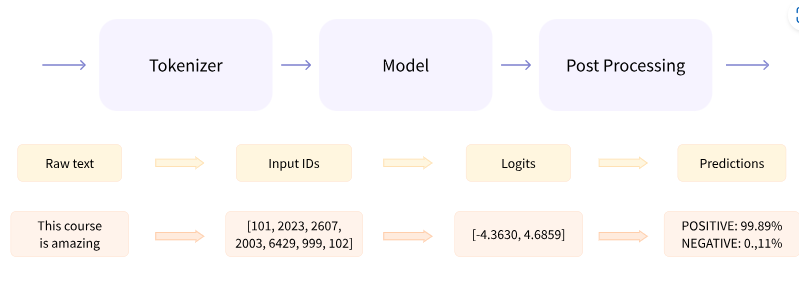 Tokenizer
Model
Post Processing
Raw text
Input IDs
Logits
Predictions
This course
is amazing
[101, 2023, 2607,
2003, 6429, 999, 102]
[-4.3630, 4.6859]
POSITIVE: 99.89%
NEGATIVE: 0.,11%